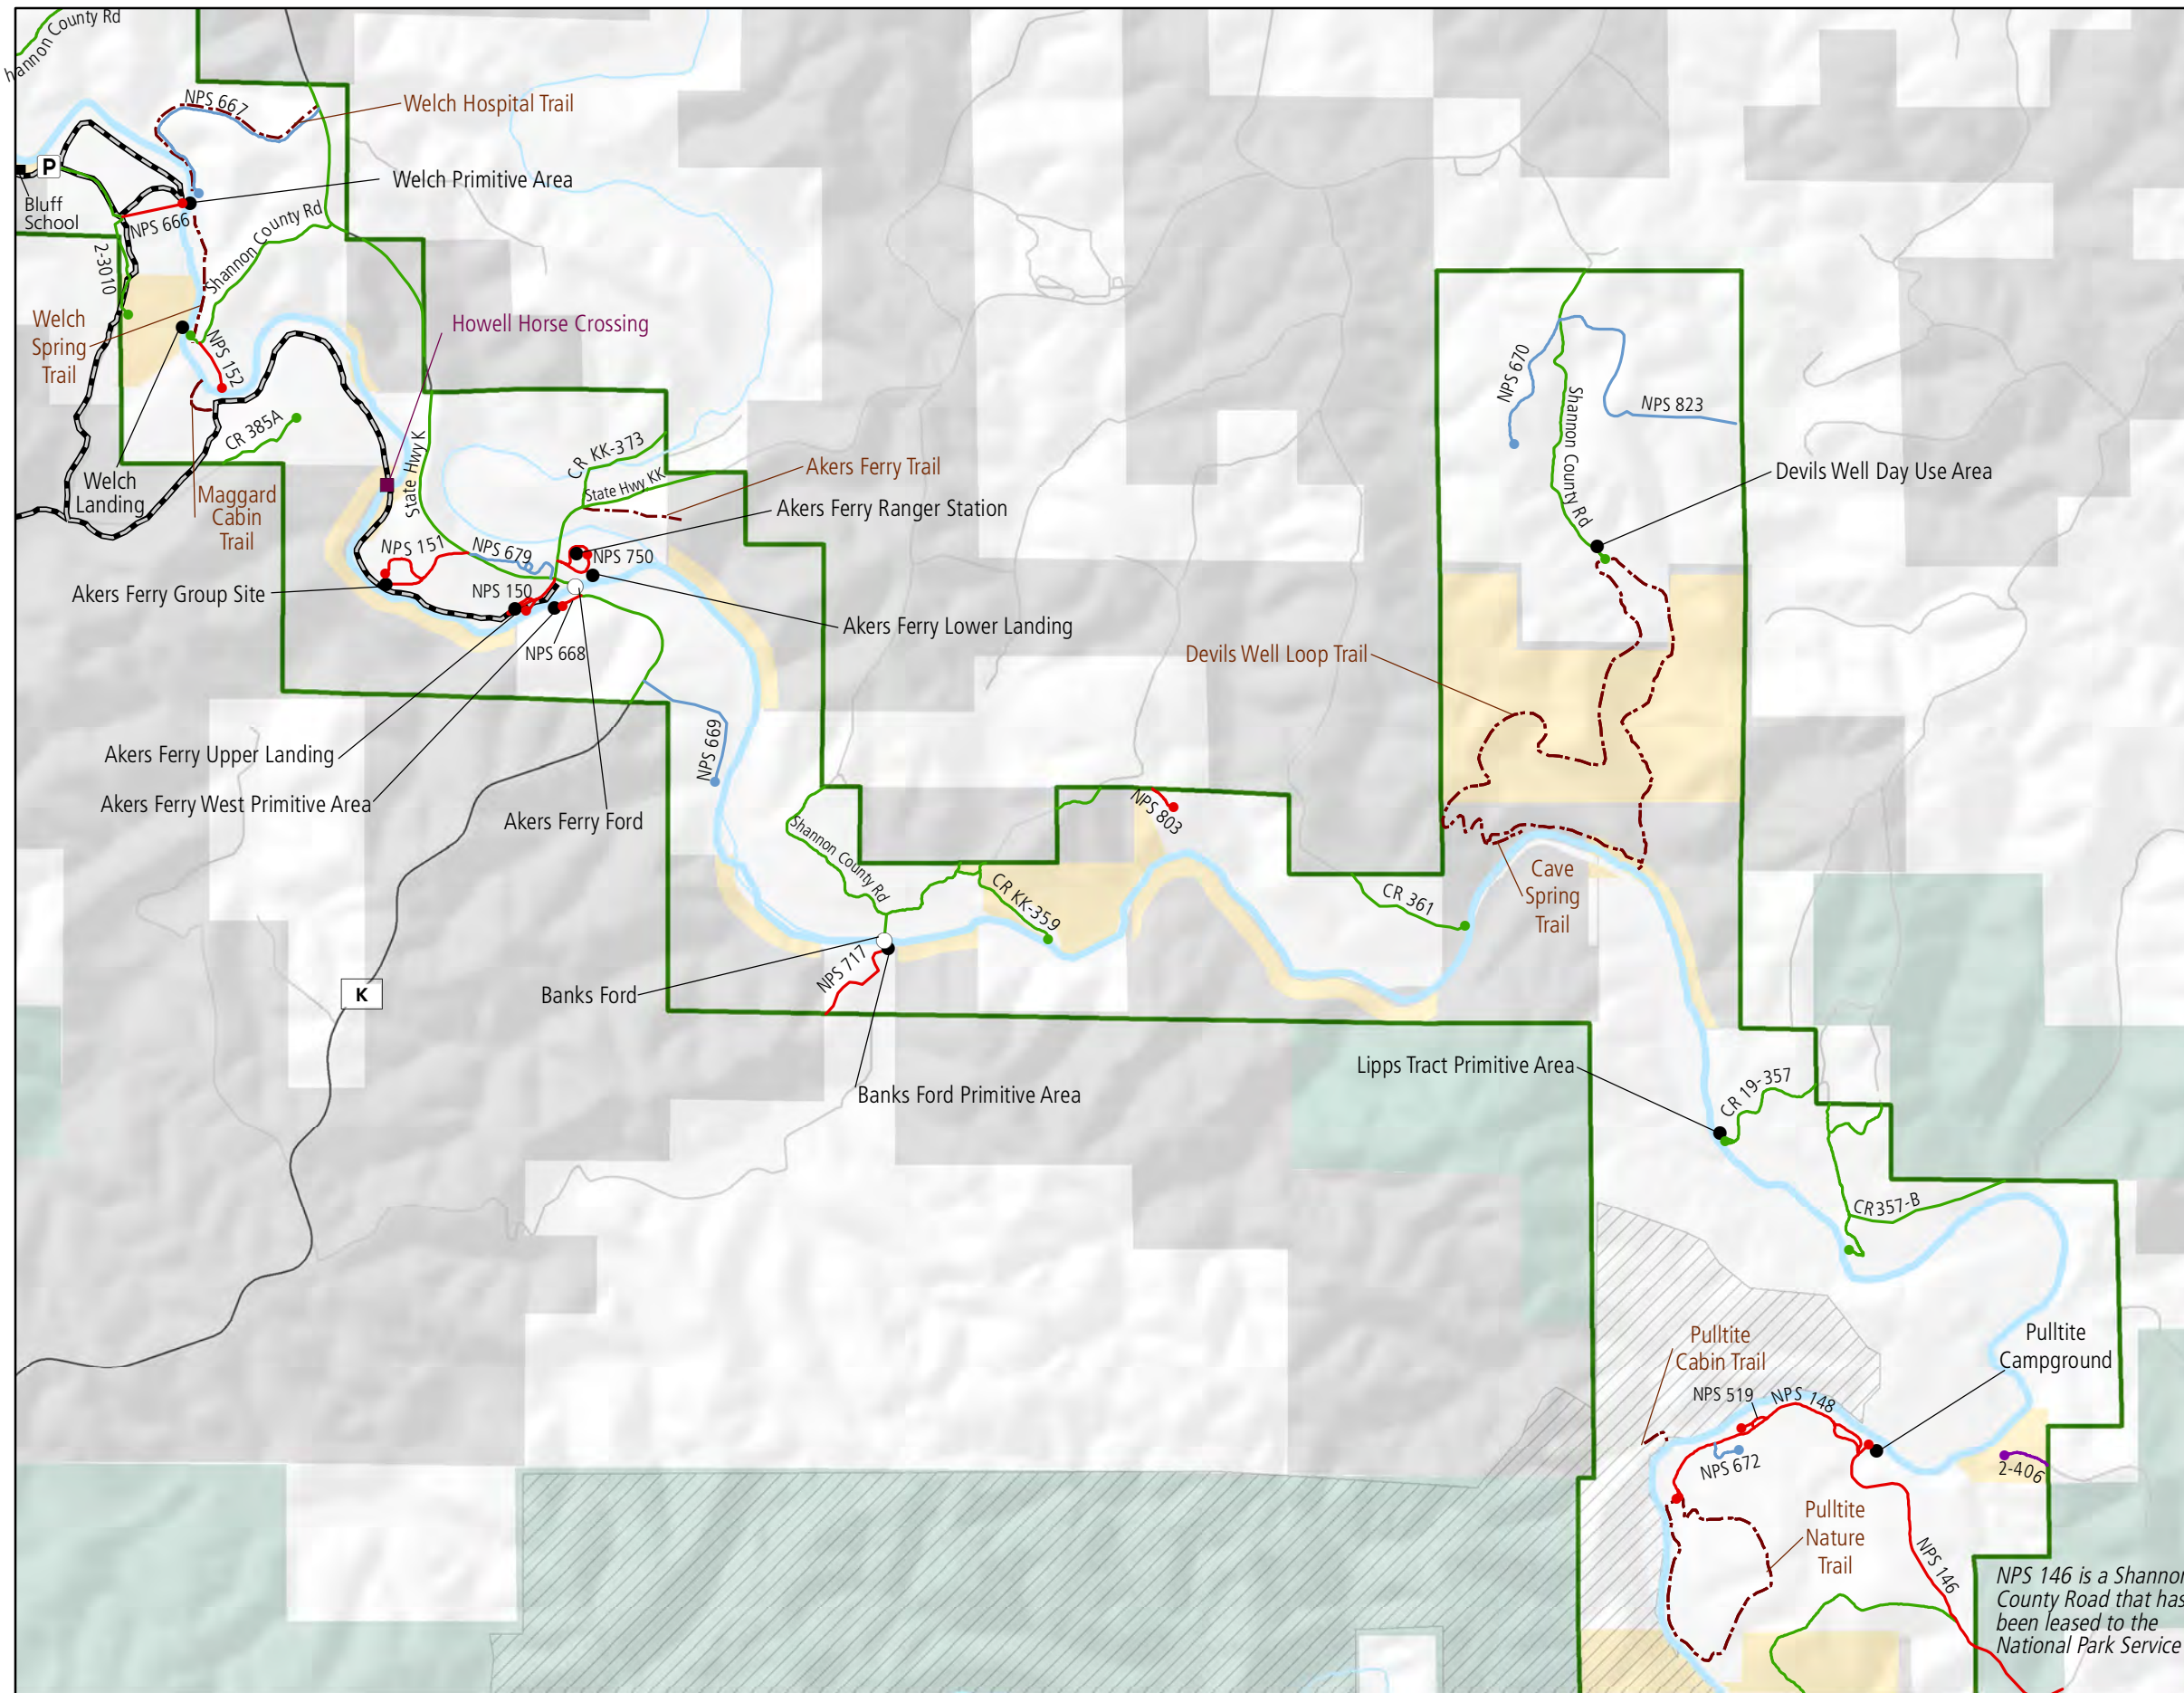 hannon County Rd
NPS 667
Welch Hospital Trail
P
Welch Primitive Area
Bluff
School
NPS 666
2-3010
Shannon County Rd
Welch
Spring
Trail
NPS 152
Howell Horse Crossing
CR 385A
State Hwy K
CR KK-373
State Hwy KK
Akers Ferry Trail
Welch
Landing
Maggard
Cabin
Trail
Akers Ferry Ranger Station
NPS 151
NPS 679
NPS 750
Akers Ferry Group Site
NPS 150
Akers Ferry Lower Landing
NPS 668
NPS 669
Akers Ferry Upper Landing
Akers Ferry West Primitive Area
Akers Ferry Ford
NPS 670
NPS 823
Shannon County Rd
Devils Well Day Use Area
Devils Well Loop Trail
NPS 803
Shannon County Rd
CR KK-359
CR 361
Cave
Spring
Trail
NPS 717
Banks Ford
K
Banks Ford Primitive Area
Lipps Tract Primitive Area
CR 19-357
CR357-B
Pulltite
Cabin Trail
Pulltite
Campground
NPS 519
NPS 148
NPS 672
2-406
Pulltite
Nature
Trail
NPS 146
NPS 146 is a Shannon
County Road that has
been leased to the
National Park Service